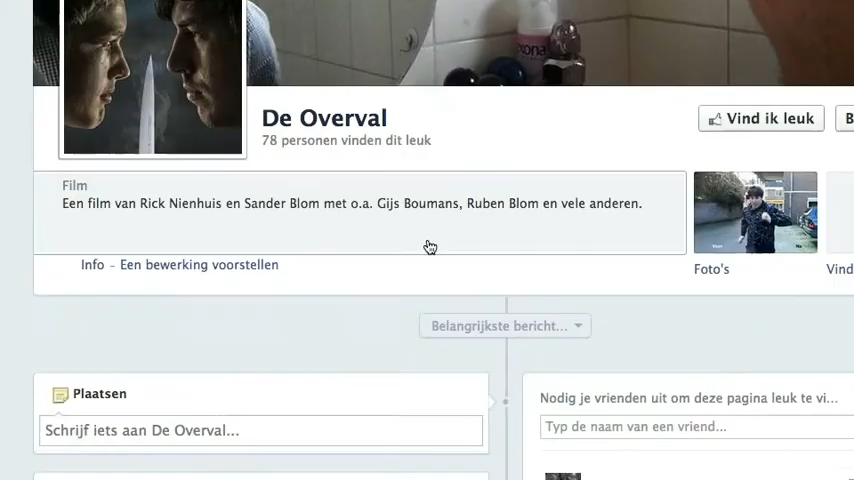 De Overval
78 personen vinden dit leuk
Vind ik leuk
B
Film
Een film van Rick Nienhuis en Sander Blom met o.a. Gijs Boumans, Ruben Blom en vele anderen.
Info - Een bewerking voorstellen
Foto's
Vind
Belangrijkste bericht...
Plaatsen
Schrijf iets aan De Overval...
Nodig je vrienden uit om deze pagina leuk te vi...
Typ de naam van een vriend...